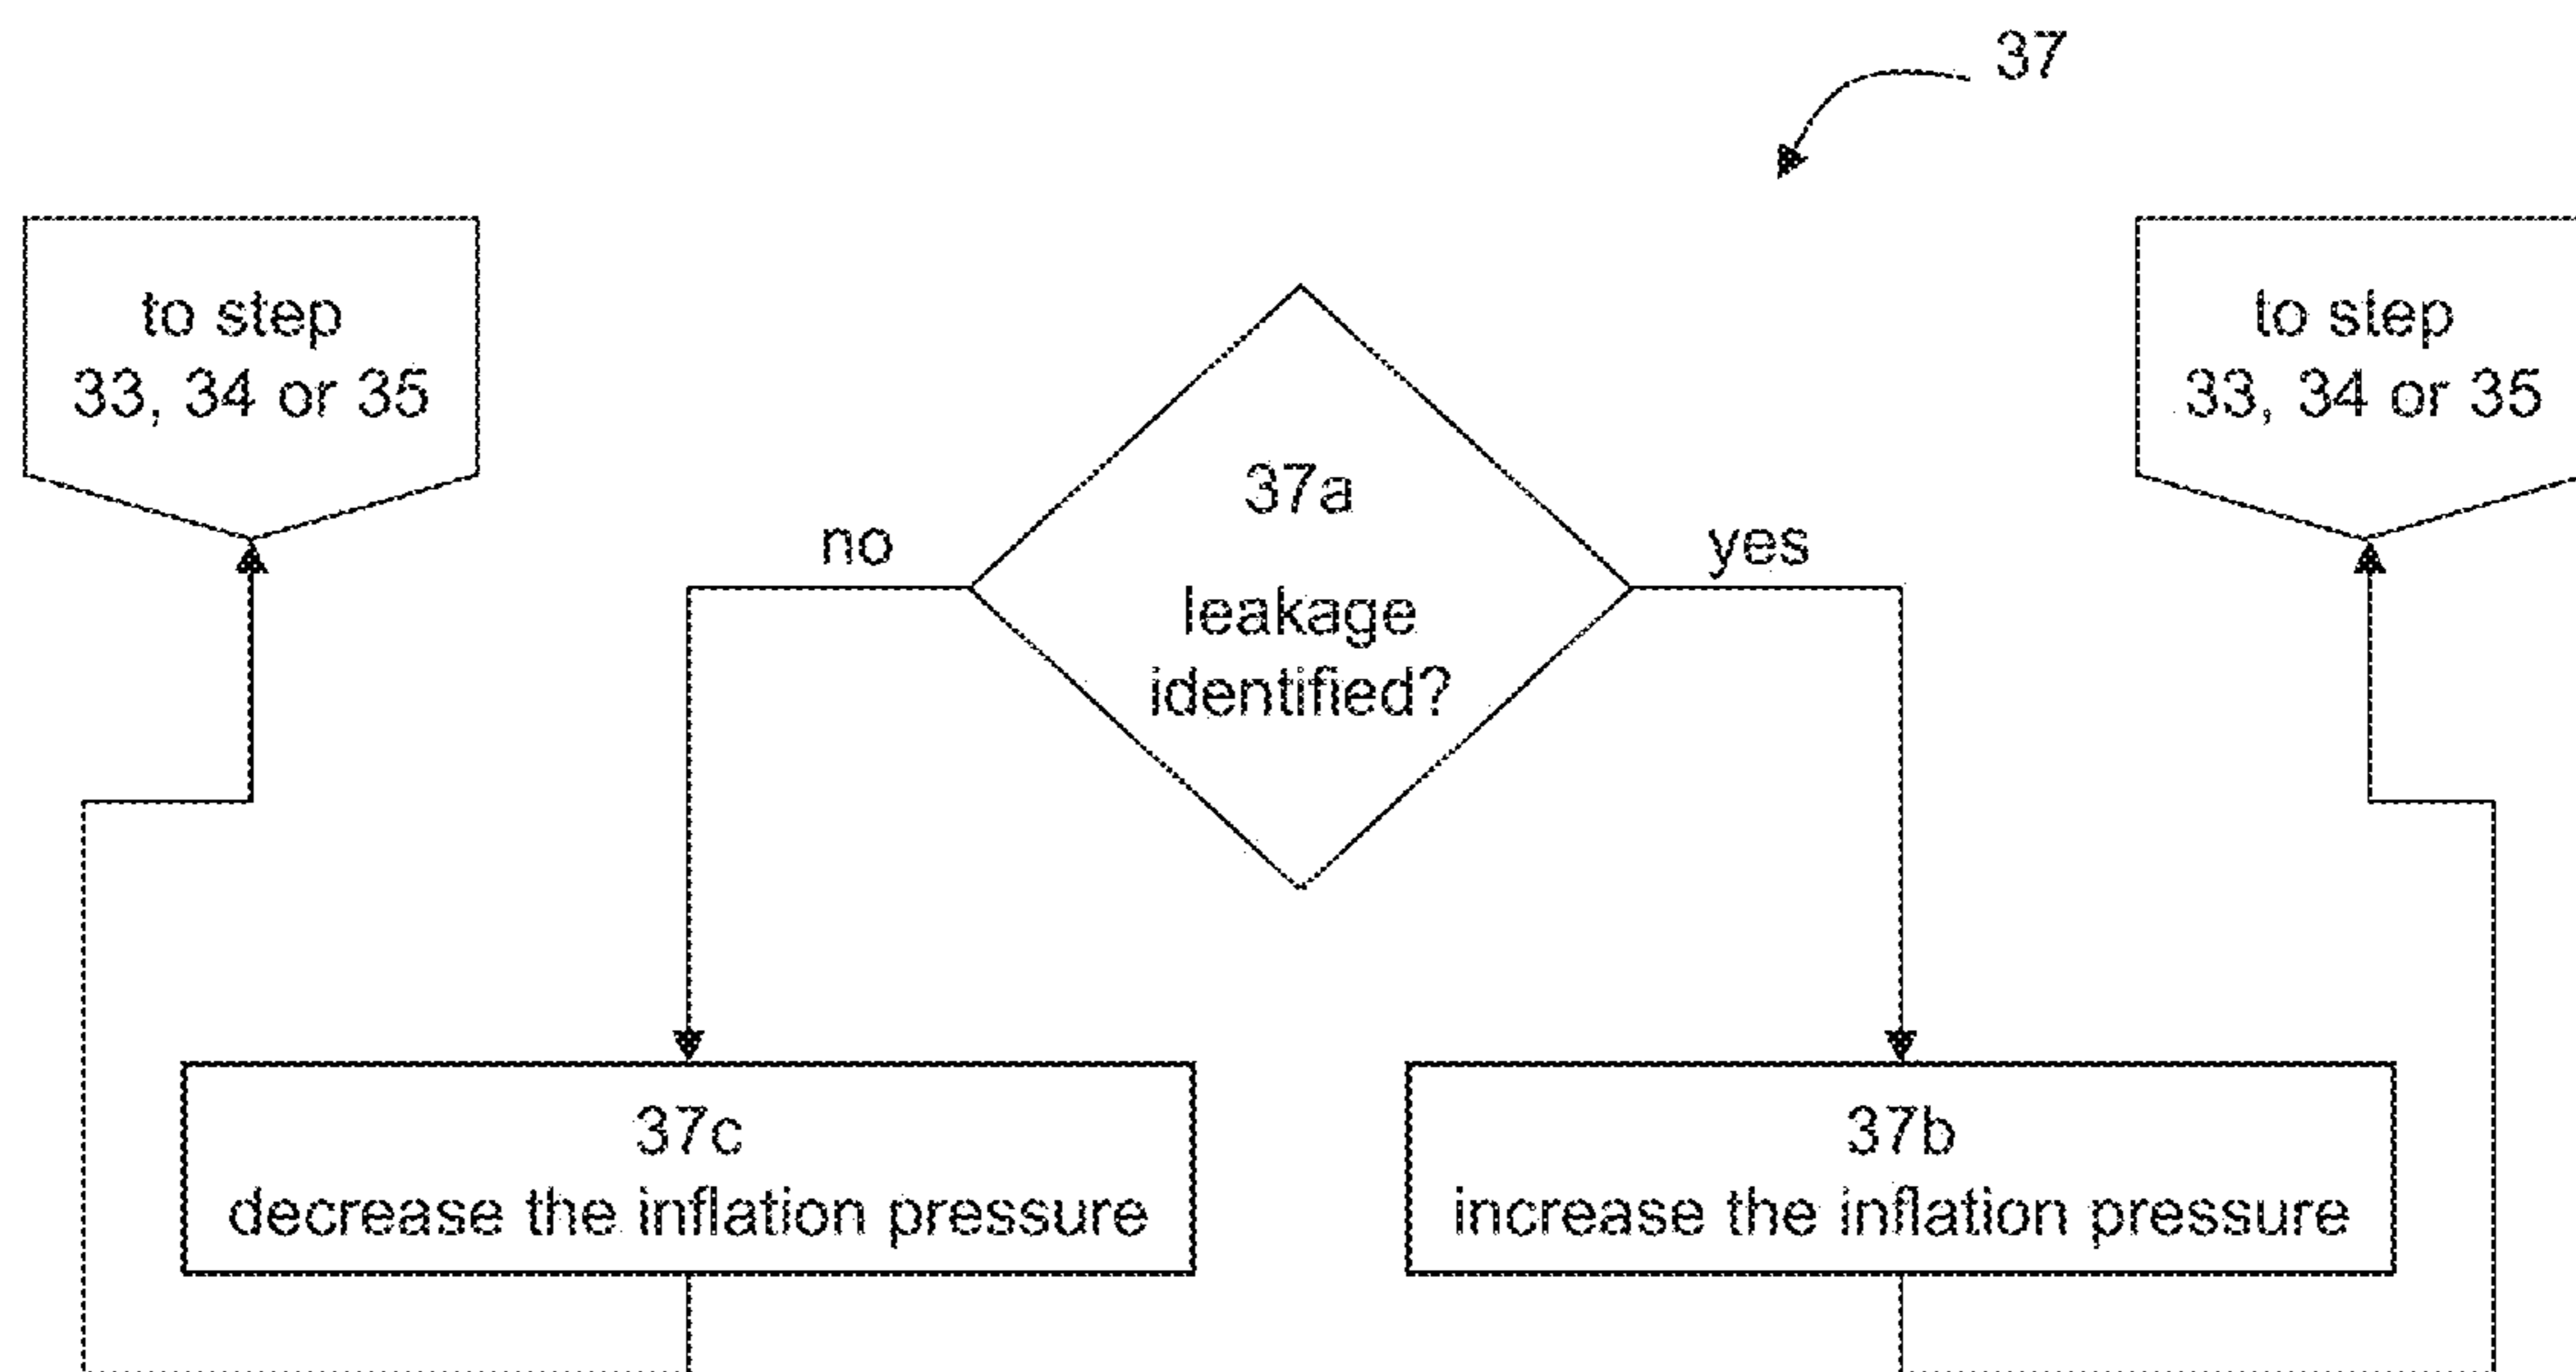 37
to step
33, 34 or 35
to step
33, 34 or 35
37a
leakage
identified?
no
yes
37c
decrease the inflation pressure
37b
increase the inflation pressure